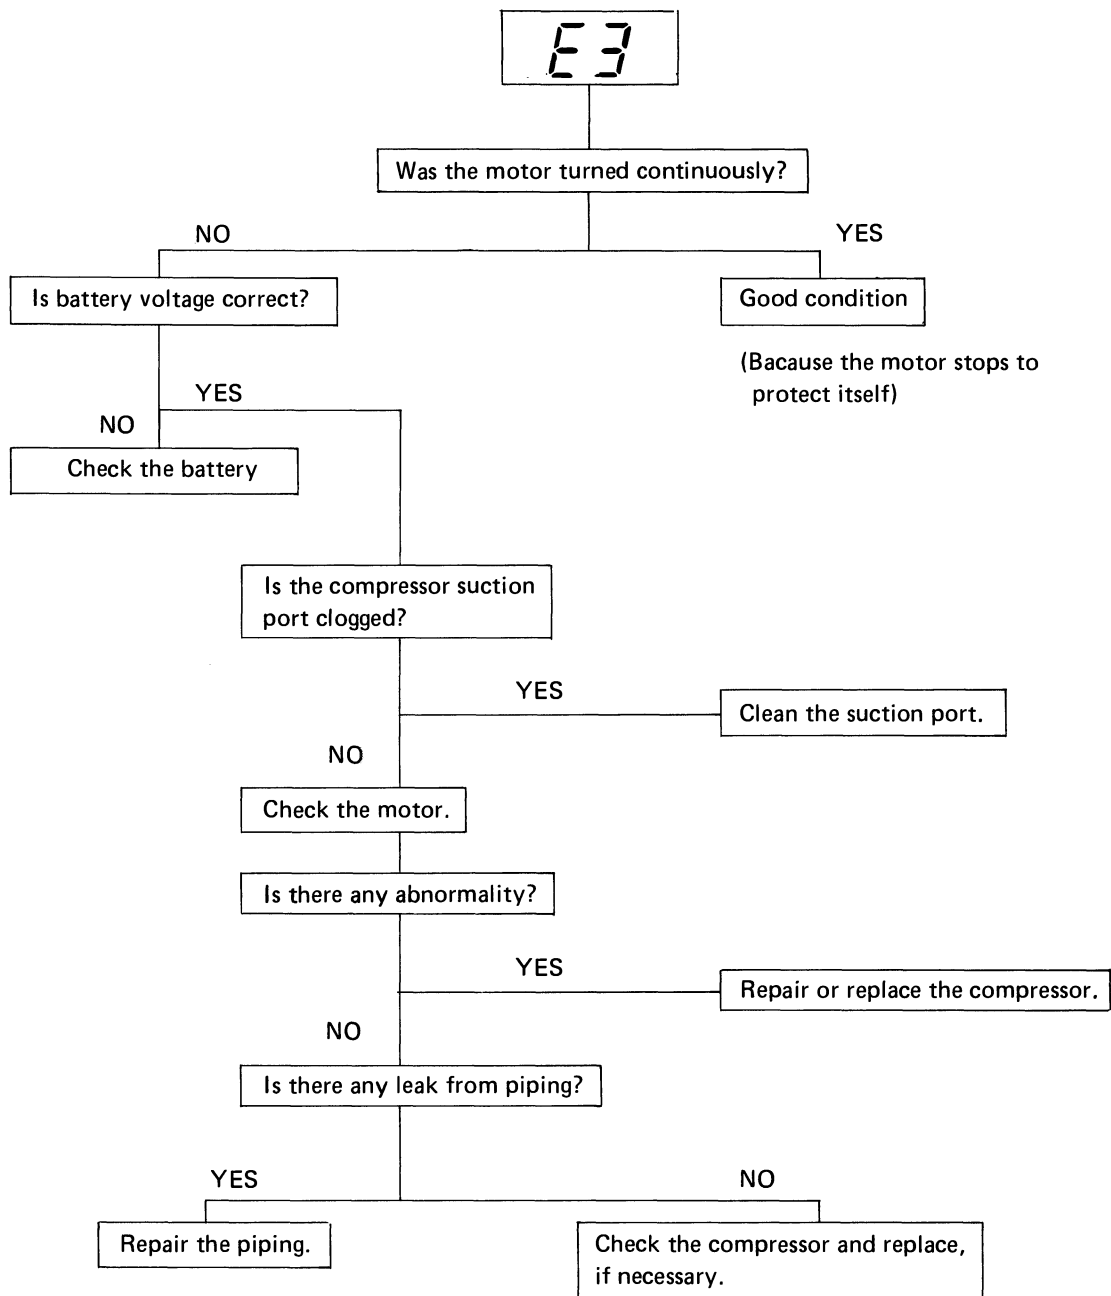 E3
Was the motor turned continuously?
NO
YES
Is battery voltage correct?
Good condition
(Bacause the motor stops to
protect itself)
YES
NO
Check the battery
Is the compressor suction
port clogged?
YES
Clean the suction port.
NO
Check the motor.
Is there any abnormality?
YES
Repair or replace the compressor.
NO
Is there any leak from piping?
YES
NO
Repair the piping.
Check the compressor and replace,
if necessary.